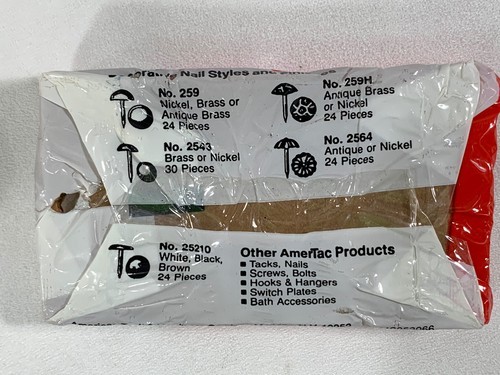 Nail Styles and
No. 259
Nickel, Brass or
Antique Brass
24 Pieces
No. 259H
Antique Brass
or Nickel
24 Pieces
No. 2543
Brass or Nickel
30 Pieces
No. 2564
Antique or Nickel
24 Pieces
No. 25210
White, Black,
Brown
24 Pieces
Other AmerTac Products
■ Tacks, Nails
■ Screws, Bolts
■ Hooks & Hangers
■ Switch Plates
■ Bath Accessories